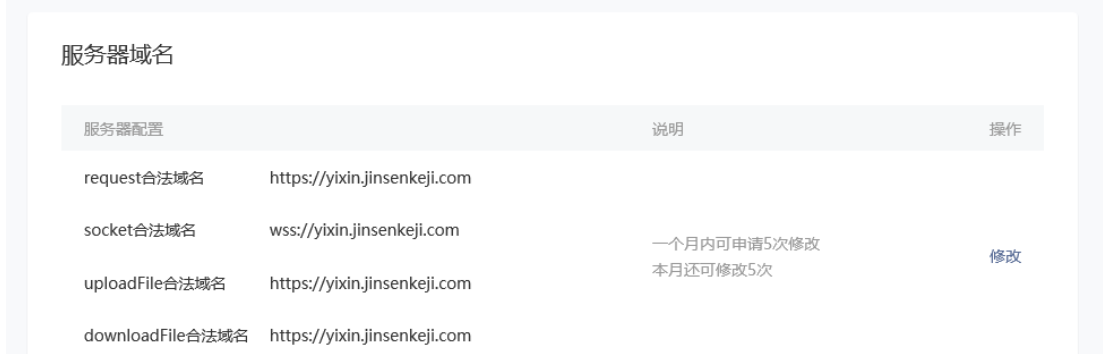 服务器域名
服务器配置 说明 操作
request合法域名 https://yixin.jinsenkeji.com
socket合法域名 wss://yixin.jinsenkeji.com
一个月内可申请5次修改
本月还可修改5次
修改
uploadFile合法域名 https://yixin.jinsenkeji.com
downloadFile合法域名 https://yixin.jinsenkeji.com